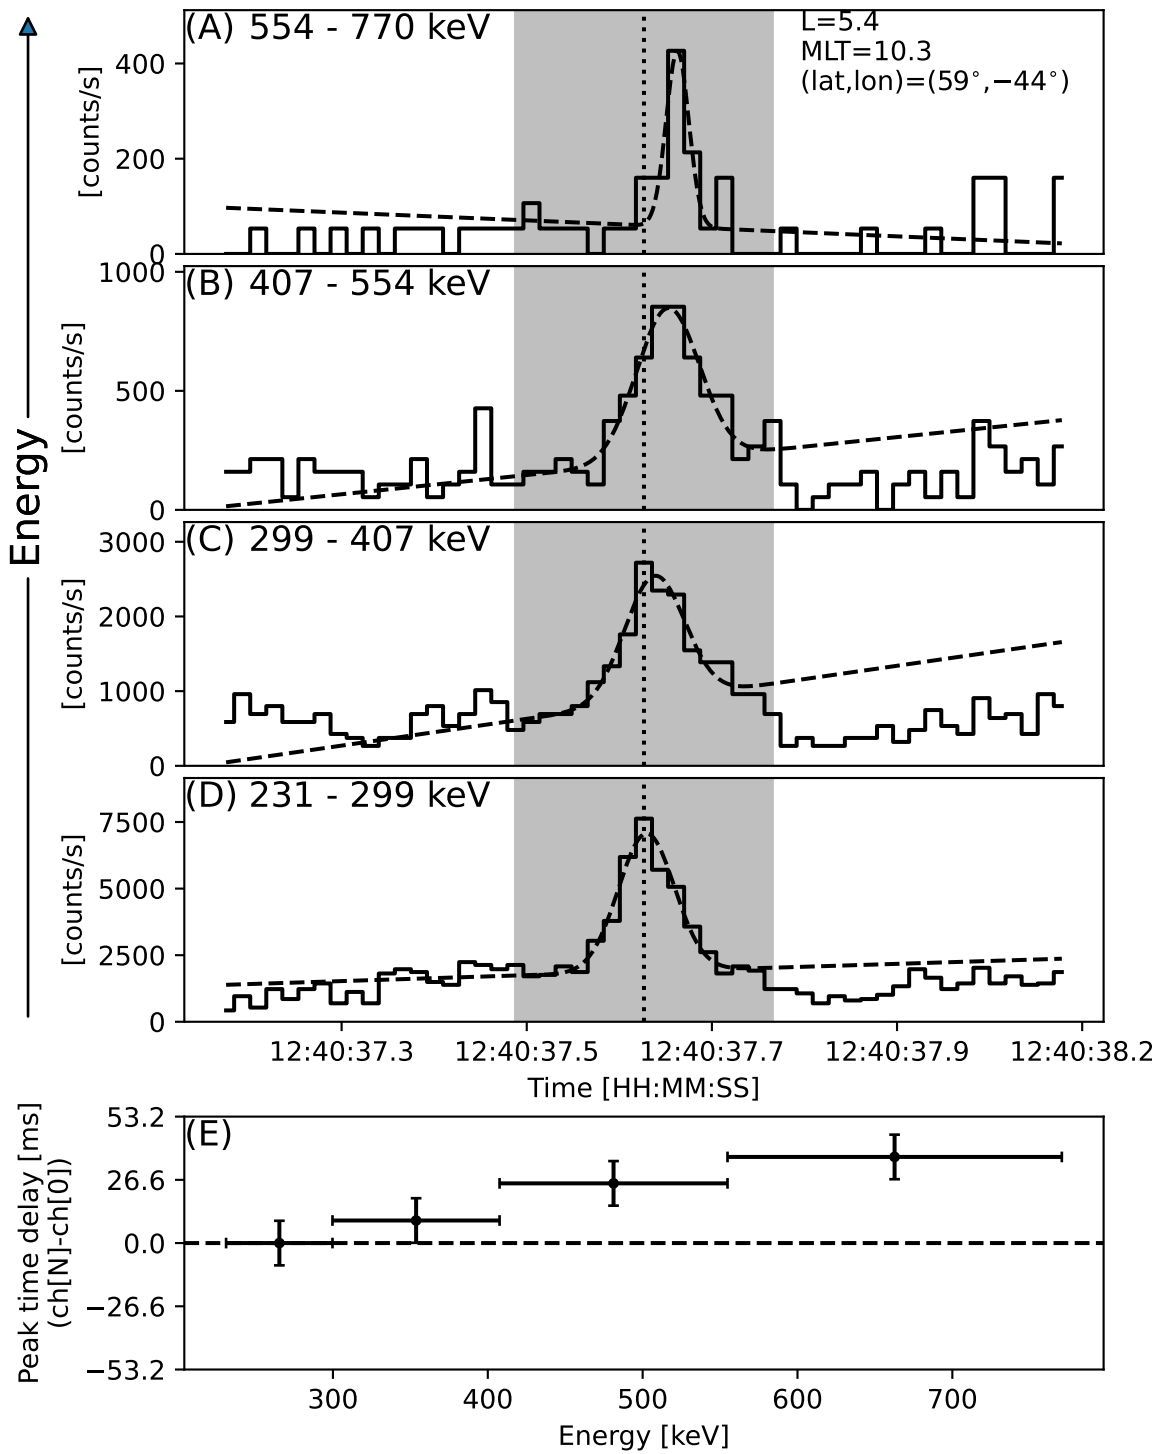 Energy
(A) 554 - 770 keV
L=5.4
MLT=10.3
(lat,lon)=(59°,−44°)
[counts/s]
400
200
0
(B) 407 - 554 keV
[counts/s]
1000
500
0
(C) 299 - 407 keV
[counts/s]
3000
2000
1000
0
(D) 231 - 299 keV
[counts/s]
7500
5000
2500
0
12:40:37.3 12:40:37.5 12:40:37.7 12:40:37.9 12:40:38.2
Time [HH:MM:SS]
(E)
Peak time delay [ms]
(ch[N]-ch[0])
53.2
26.6
0.0
−26.6
−53.2
300 400 500 600 700
Energy [keV]